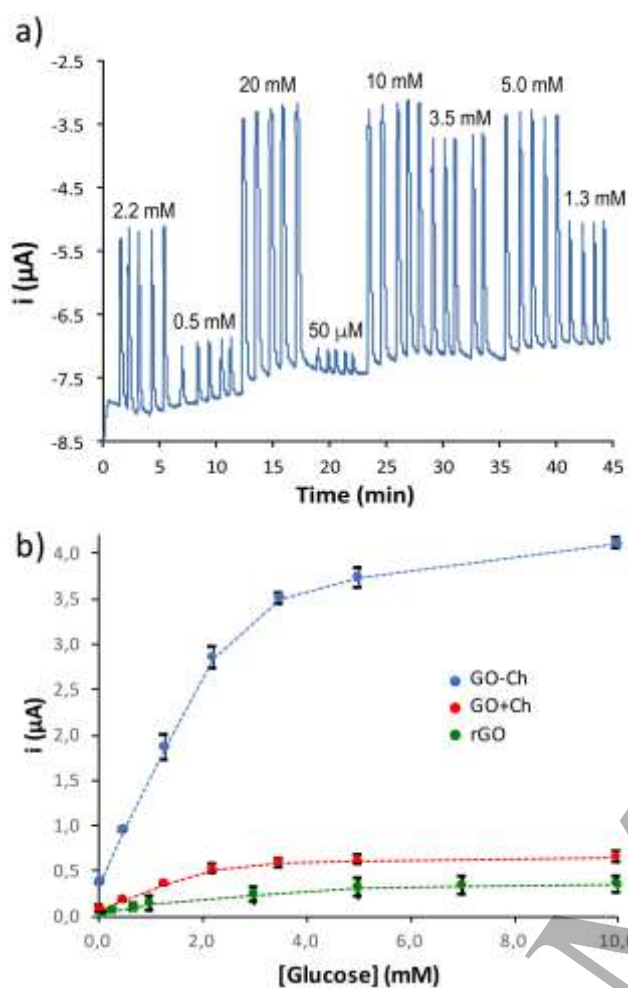 a)
-2.5
-3.5
-4.5
-5.5
-6.5
-7.5
-8.5
i (μA)
20 mM
10 mM
5.0 mM
3.5 mM
2.2 mM
1.3 mM
0.5 mM
50 μM
0 5 10 15 20 25 30 35 40 45
Time (min)
b)
4,0
3,5
3,0
2,5
2,0
1,5
1,0
0,5
0,0
i (μA)
GO-Ch
GO+Ch
rGO
0,0 2,0 4,0 6,0 8,0 10,0
[Glucose] (mM)